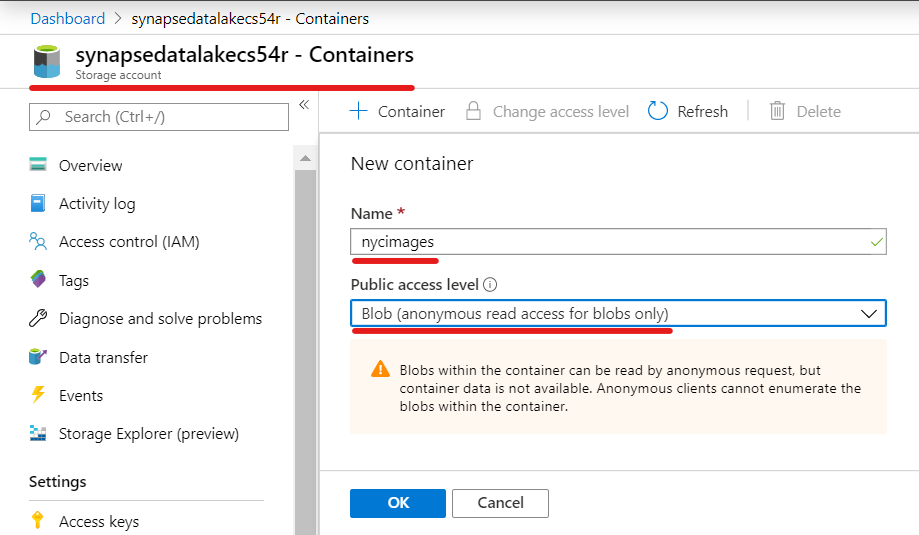 Dashboard > synapsedatalakecs54r - Containers
synapsedatalakecs54r - Containers
Storage account
Search (Ctrl+/)
«
Overview
Activity log
Access control (IAM)
Tags
Diagnose and solve problems
Data transfer
Events
Storage Explorer (preview)
Settings
Access keys
+ Container
Change access level
Refresh
Delete
New container
Name *
nycimages
Public access level
Blob (anonymous read access for blobs only)
Blobs within the container can be read by anonymous request, but
container data is not available. Anonymous clients cannot enumerate the
blobs within the container.
OK
Cancel